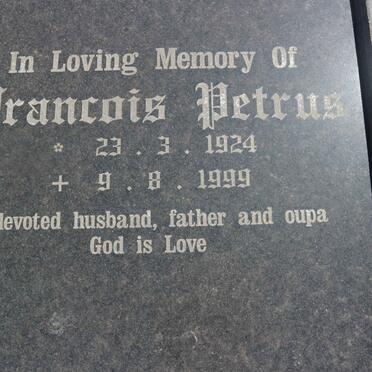 In Loving Memory Of
Francois Petrus
* 23 . 3 . 1924
+ 9 . 8 . 1999
devoted husband, father and oupa
God is Love